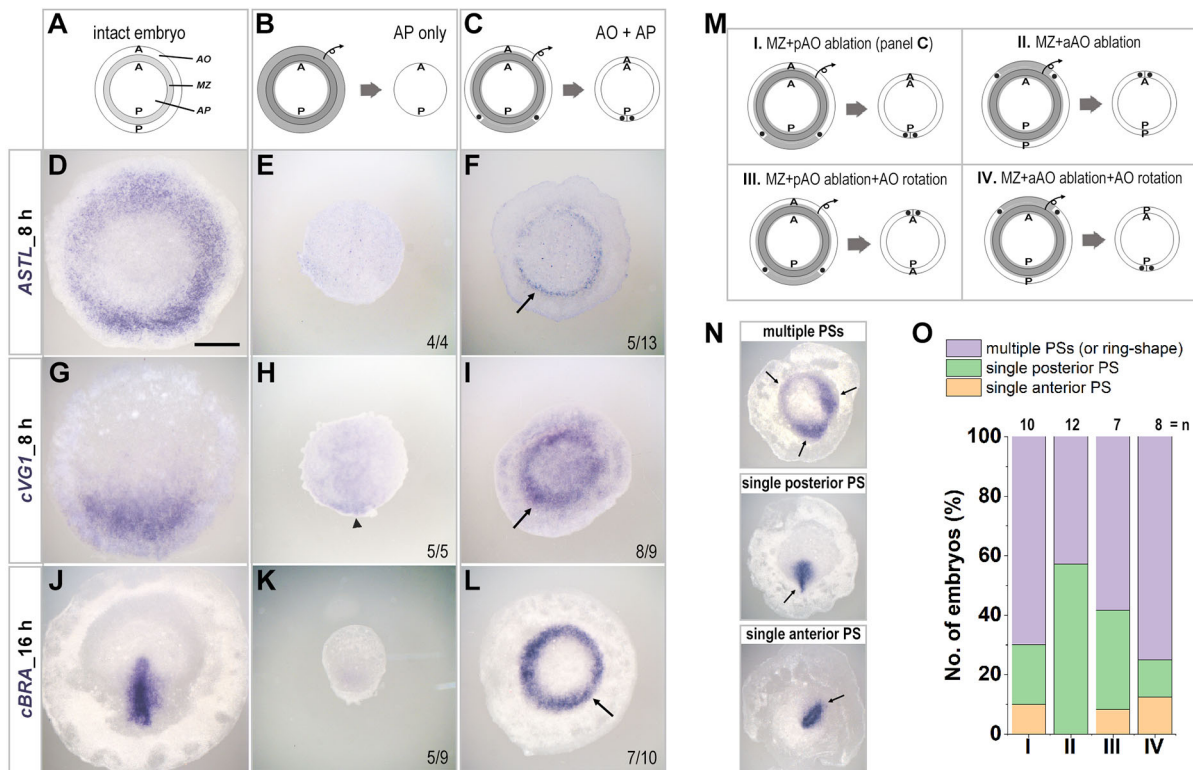 A
intact embryo
A
AO
A
MZ
P
AP
P
B
AP only
A
A
P
P
C
AO + AP
A
A
A
A
P
P
M
I. MZ+pAO ablation (panel C)
A
A
A
A
P
P
II. MZ+aAO ablation
A
A
P
P
P
P
III. MZ+pAO ablation+AO rotation
A
A
A
P
P
A
IV. MZ+aAO ablation+AO rotation
A
P
A
P
P
P
ASTL_8 h
D
E
4/4
F
5/13
cVG1_8 h
G
H
5/5
I
8/9
cBRA_16 h
J
K
5/9
L
7/10
N
multiple PSs
single posterior PS
single anterior PS
O
multiple PSs (or ring-shape)
single posterior PS
single anterior PS
10 12 7 8 = n
No. of embryos (%)
100
80
60
40
20
0
I II III IV